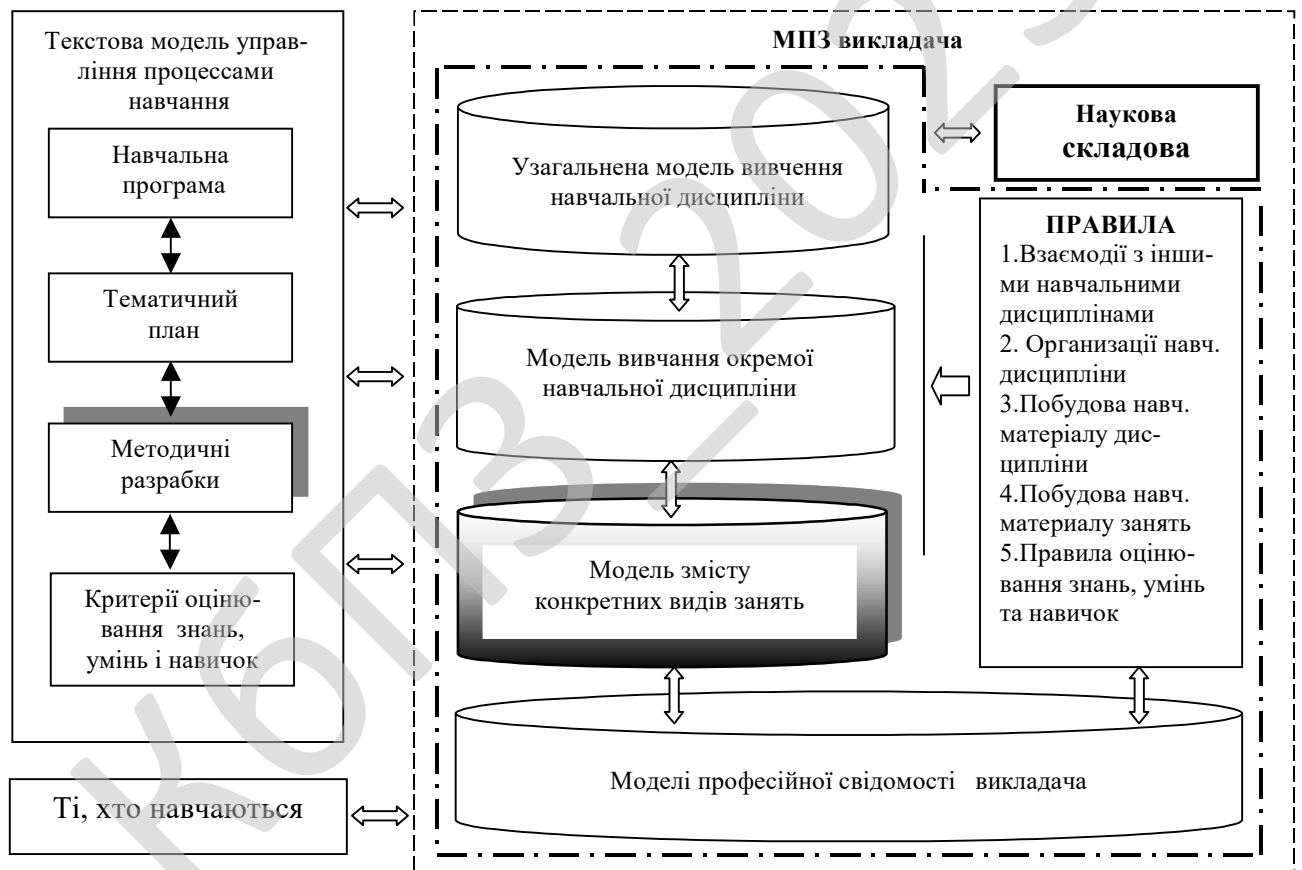 Текстова модель управ-
ління процессами
навчання
Навчальна
програма
Тематичний
план
Методичні
разрабки
Критерії оціню-
вання знань,
умінь і навичок
Ті, хто навчаються
МПЗ викладача
Узагальнена модель вивчення
навчальної дисципліни
Модель вивчання окремої
навчальної дисципліни
Модель змісту
конкретних видів занять
Моделі професійної свідомості викладача
Наукова
складова
ПРАВИЛА
1.Взаємодії з інши-
ми навчальними
дисциплінами
2. Организації навч.
дисципліни
3.Побудова навч.
матеріалу дис-
ципліни
4.Побудова навч.
материалу занять
5.Правила оціню-
вання знань, умінь
та навичок